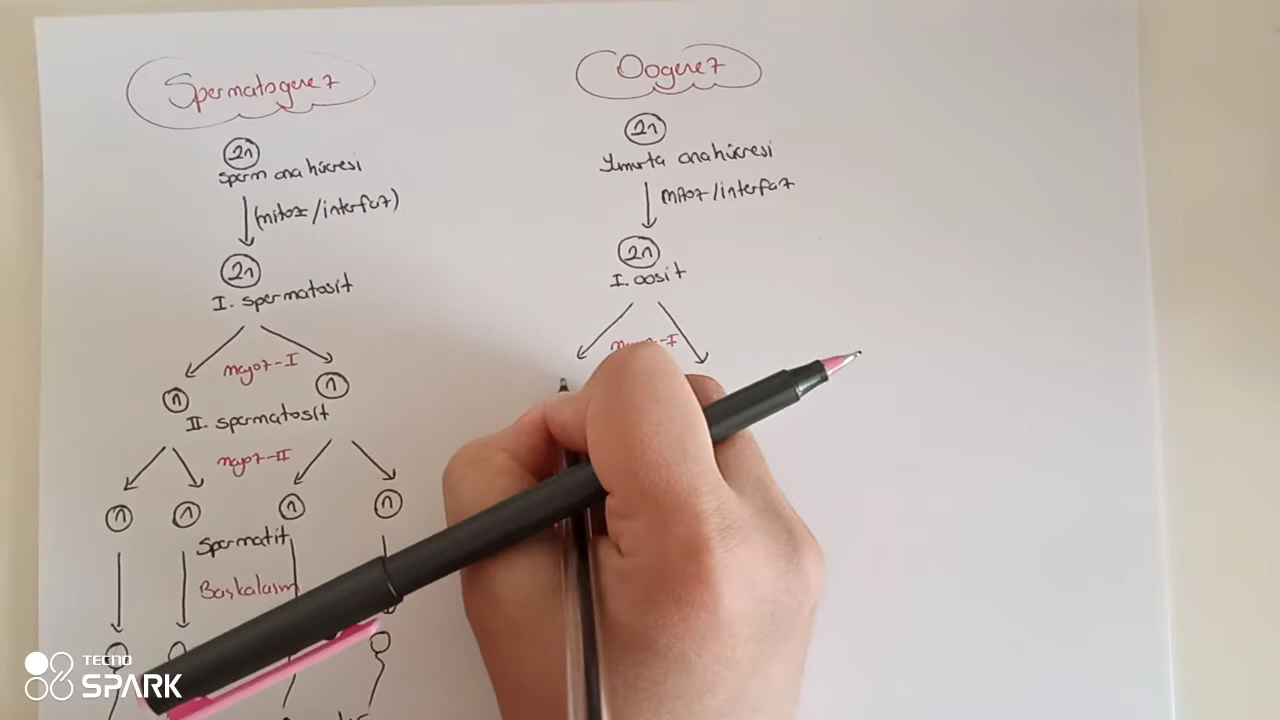 Spermatogenez
2n
Sperm ana hücresi
(mitoz/interfaz)
2n
I. spermatosit
mayoz-I
n n
II. spermatosit
mayoz-II
n n n n
Spermatit
Başkalaşım
Oogenez
2n
Yumurta ana hücresi
mitoz/interfaz
2n
I. oosit
mayoz-I
TECNO
SPARK